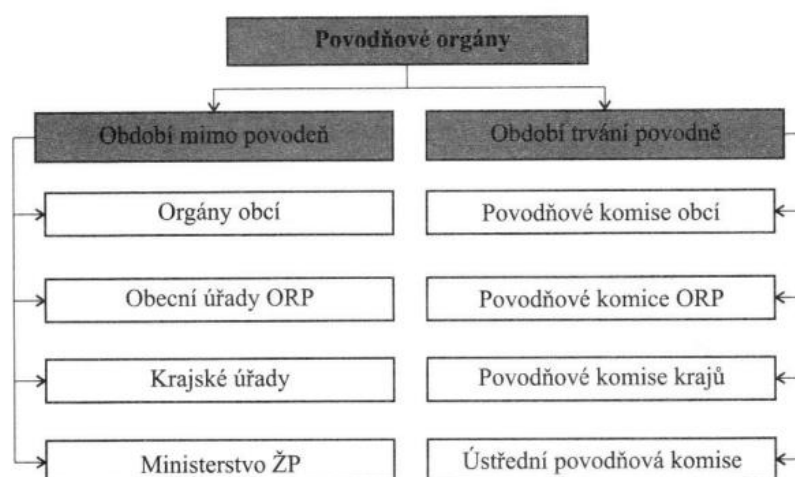 Povodňové orgány
Období mimo povodeň
Období trvání povodně
Orgány obcí
Povodňové komise obcí
Obecní úřady ORP
Povodňové komice ORP
Krajské úřady
Povodňové komise krajů
Ministerstvo ŽP
Ústřední povodňová komise